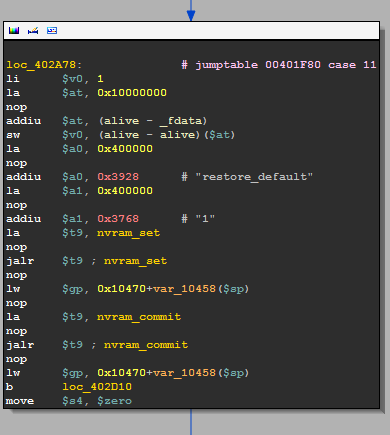 loc_402A78: # jumptable 00401F80 case 11
li $v0, 1
la $at, 0x10000000
nop
addiu $at, (alive - _fdata)
sw $v0, (alive - alive)($at)
la $a0, 0x400000
nop
addiu $a0, 0x3928 # "restore_default"
la $a1, 0x400000
nop
addiu $a1, 0x3768 # "1"
la $t9, nvram_set
nop
jalr $t9 ; nvram_set
nop
lw $gp, 0x10470+var_10458($sp)
nop
la $t9, nvram_commit
nop
jalr $t9 ; nvram_commit
nop
lw $gp, 0x10470+var_10458($sp)
b loc_402D10
move $s4, $zero